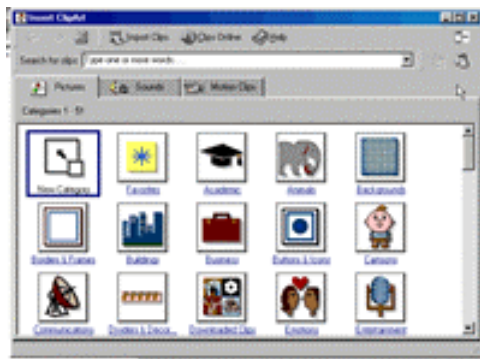 Insert ClipArt
Import Clips Clips Online Help
Search for clips: Type one or more words. . .
Pictures Sounds Motion Clips
Categories 1 - 51
New Category Favorites Academic Animals Backgrounds
Borders & Frames Buildings Business Buttons & Icons Cartoons
Communications Dividers & Decor... Downloaded Clips Emotions Entertainment